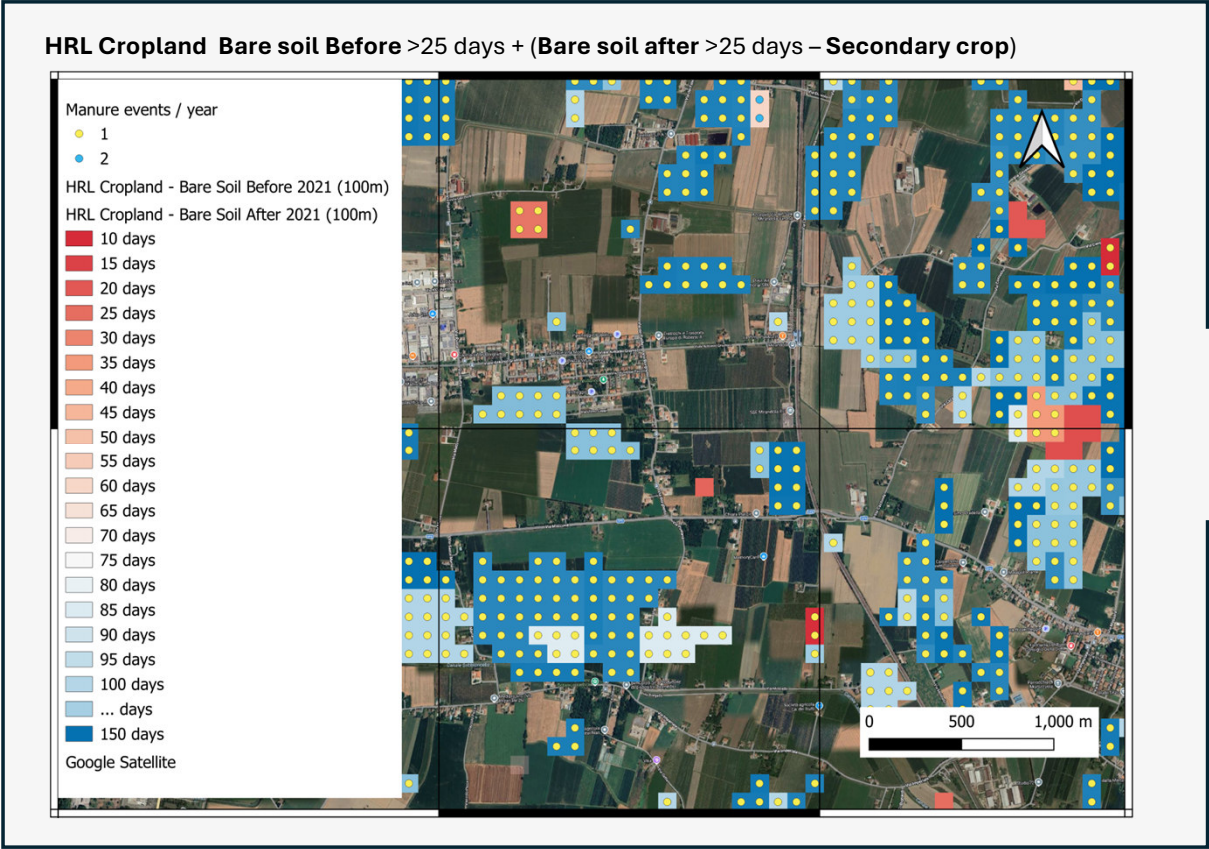 HRL Cropland  Bare soil Before >25 days + (Bare soil after >25 days – Secondary crop)
Manure events / year
1
2
HRL Cropland - Bare Soil Before 2021 (100m)
HRL Cropland - Bare Soil After 2021 (100m)
10 days
15 days
20 days
25 days
30 days
35 days
40 days
45 days
50 days
55 days
60 days
65 days
70 days
75 days
80 days
85 days
90 days
95 days
100 days
... days
150 days
Google Satellite
0 500 1,000 m